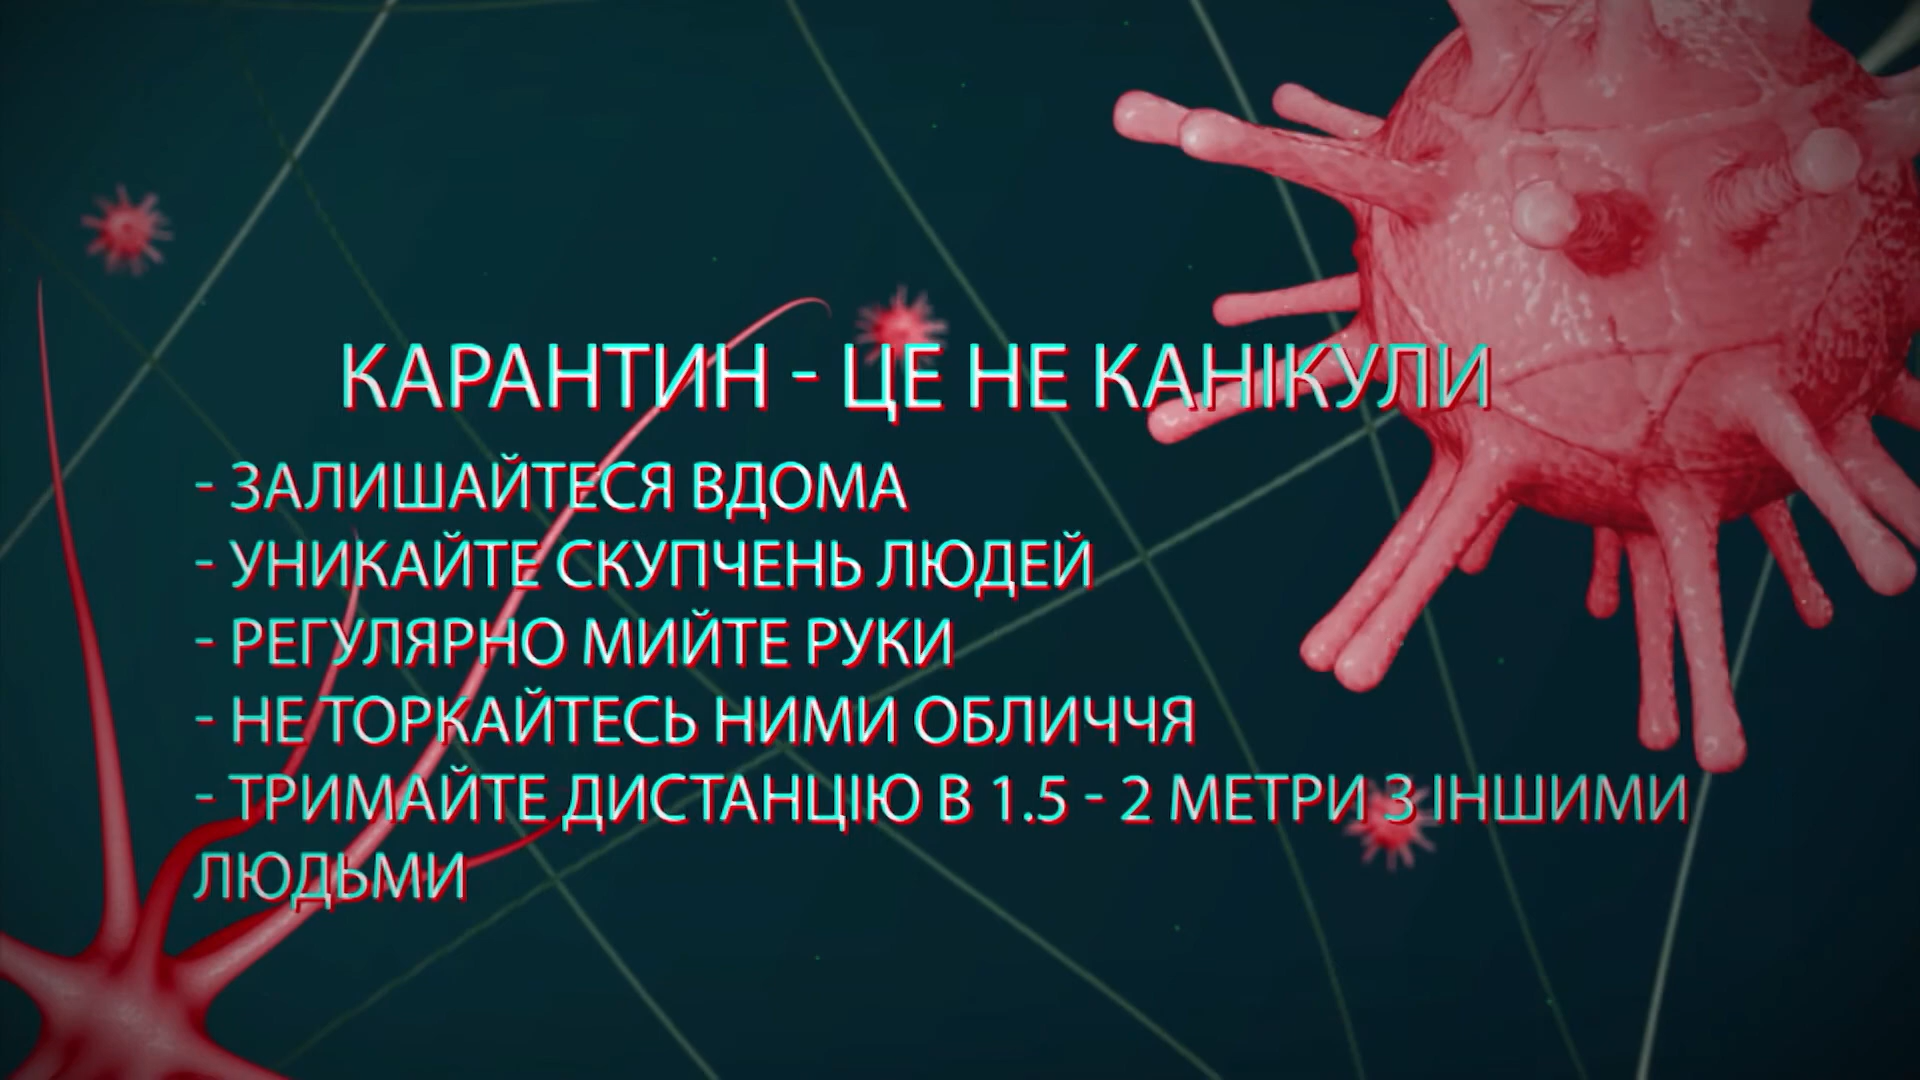 КАРАНТИН - ЦЕ НЕ КАНІКУЛИ
- ЗАЛИШАЙТЕСЯ ВДОМА
- УНИКАЙТЕ СКУПЧЕНЬ ЛЮДЕЙ
- РЕГУЛЯРНО МИЙТЕ РУКИ
- НЕ ТОРКАЙТЕСЬ НИМИ ОБЛИЧЧЯ
- ТРИМАЙТЕ ДИСТАНЦІЮ В 1.5 - 2 МЕТРИ З ІНШИМИ
ЛЮДЬМИ